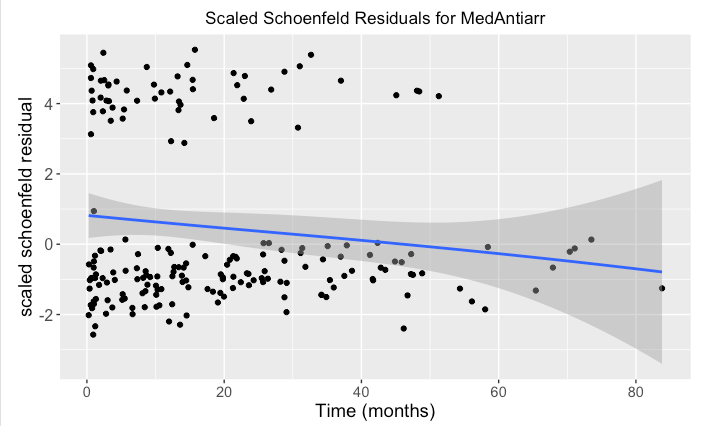 Scaled Schoenfeld Residuals for MedAntiarr
scaled schoenfeld residual
4
2
0
-2
0 20 40 60 80
Time (months)